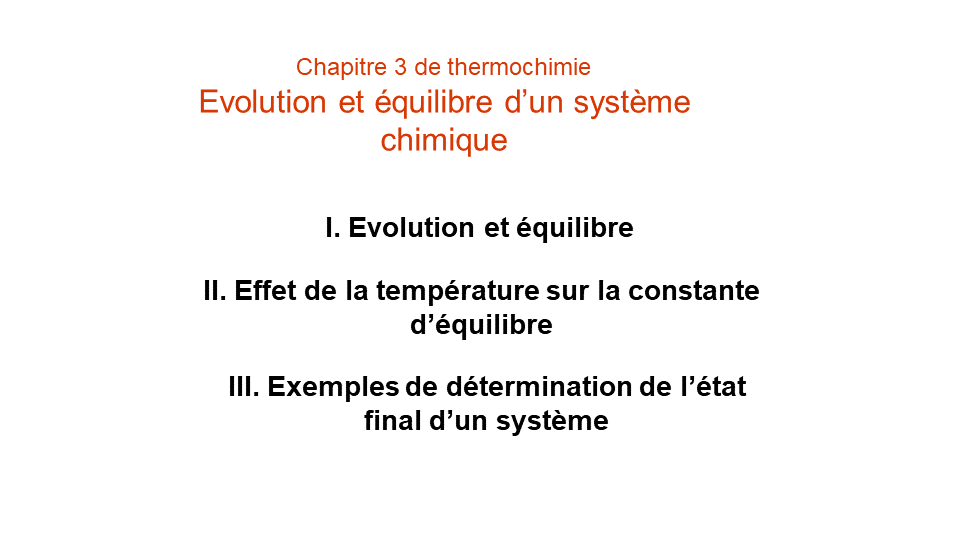 Chapitre 3 de thermochimie
Evolution et équilibre d’un système
chimique
I. Evolution et équilibre
II. Effet de la température sur la constante
d’équilibre
III. Exemples de détermination de l’état
final d’un système